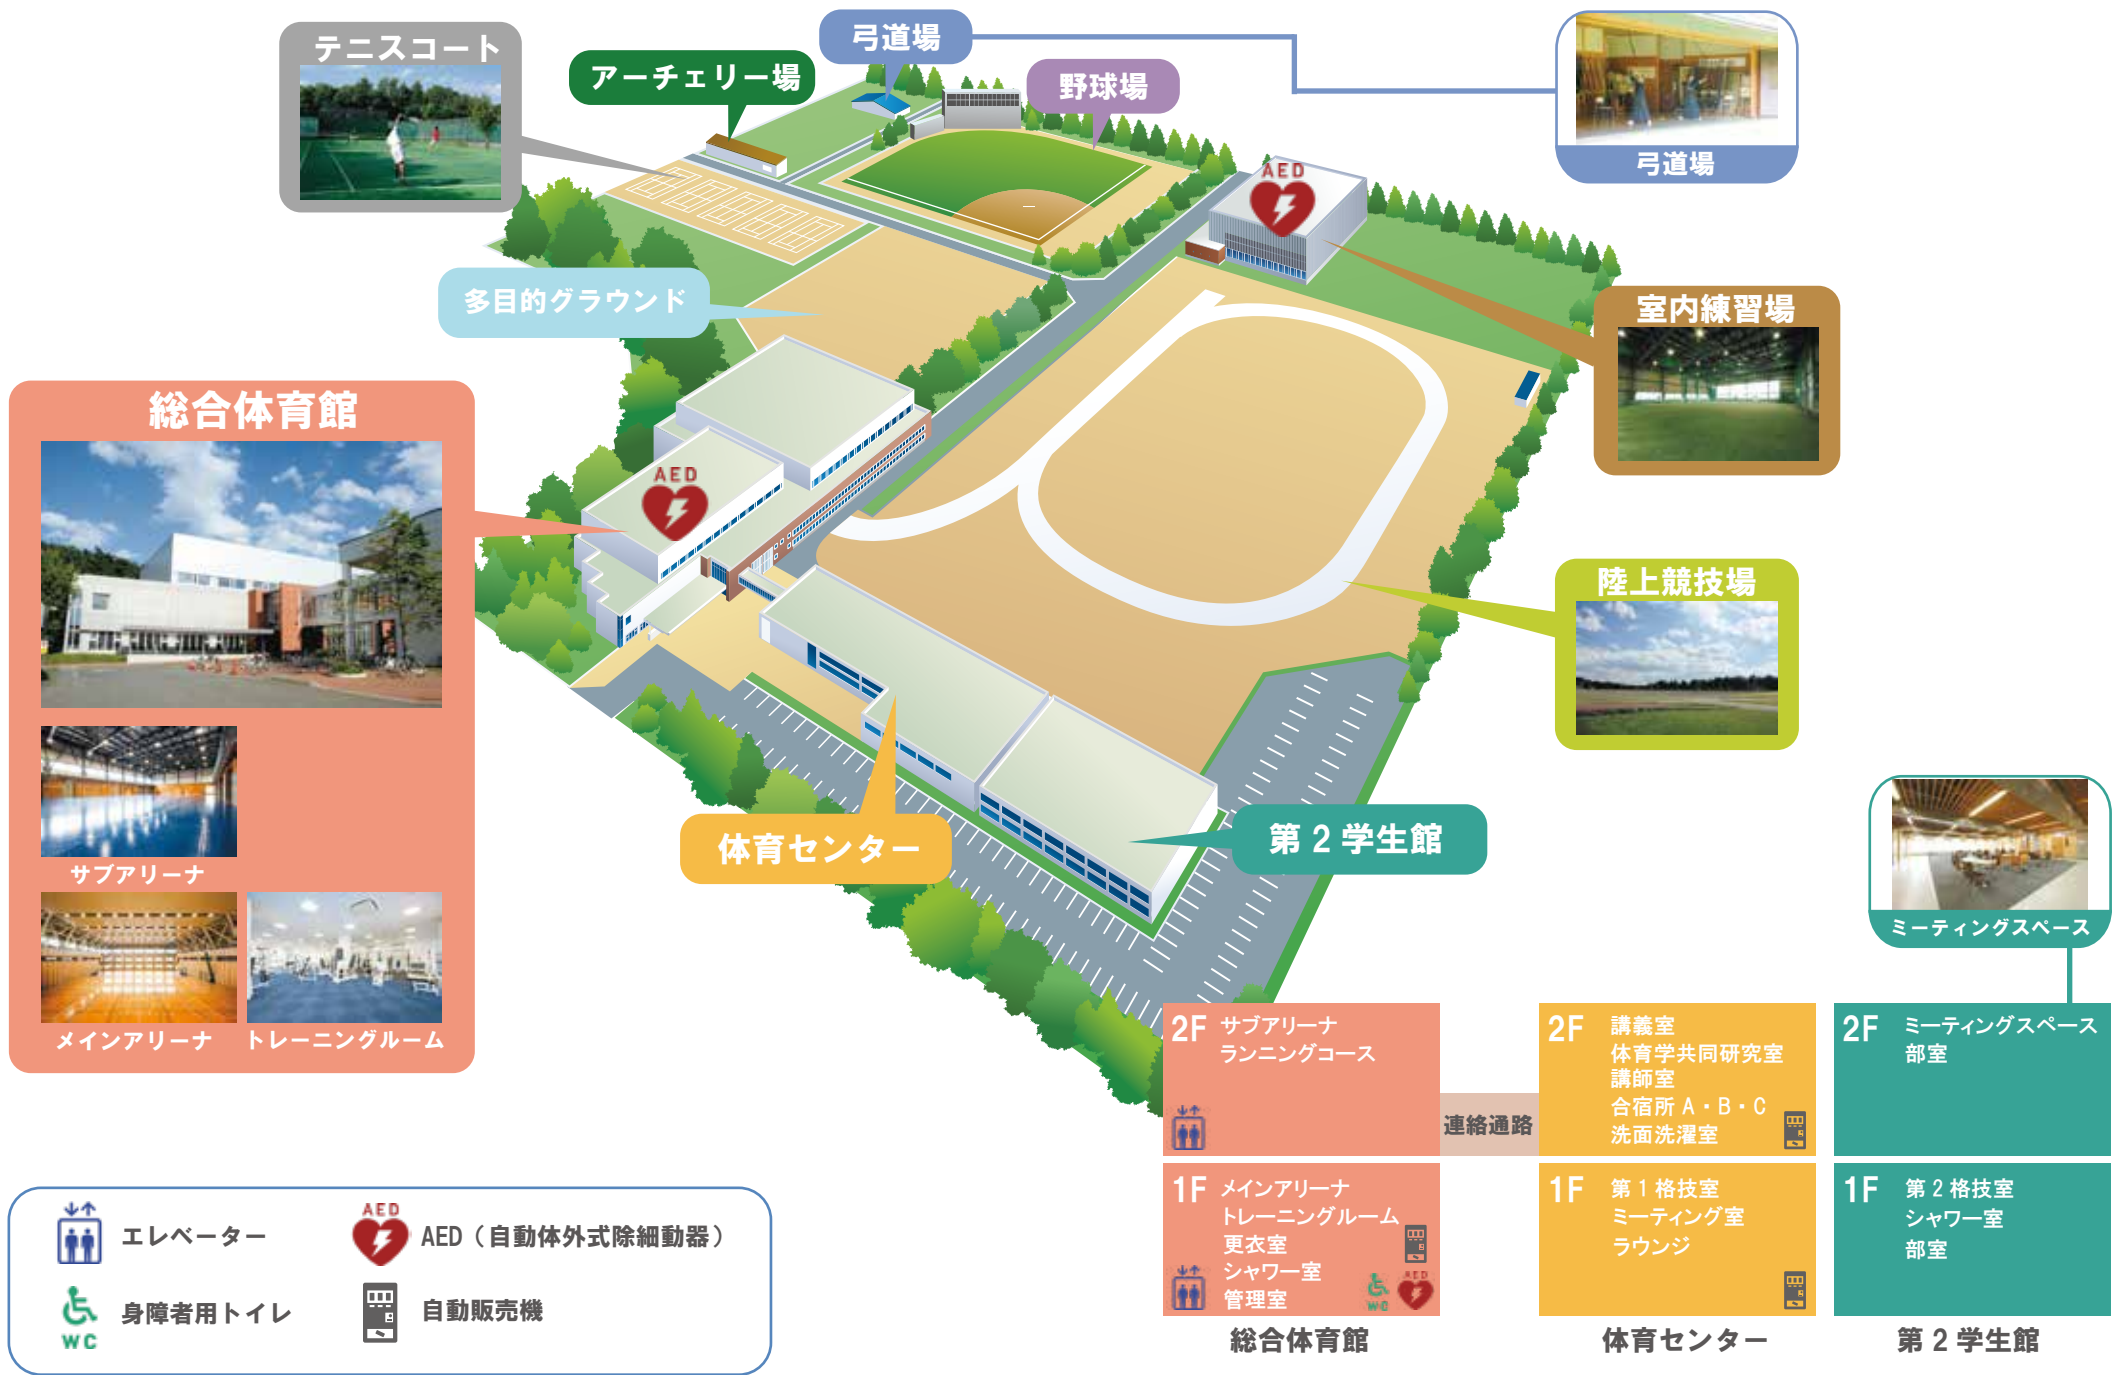 テニスコート
アーチェリー場
弓道場
野球場
弓道場
AED
多目的グラウンド
室内練習場
総合体育館
AED
陸上競技場
サブアリーナ
メインアリーナ
トレーニングルーム
体育センター
第2学生館
ミーティングスペース
2F サブアリーナ
ランニングコース
連絡通路
2F 講義室
体育学共同研究室
講師室
合宿所 A・B・C
洗面洗濯室
2F ミーティングスペース
部室
1F メインアリーナ
トレーニングルーム
更衣室
シャワー室
管理室
WC
AED
1F 第1格技室
ミーティング室
ラウンジ
1F 第2格技室
シャワー室
部室
総合体育館
体育センター
第2学生館
エレベーター
AED
AED（自動体外式除細動器）
WC
身障者用トイレ
自動販売機